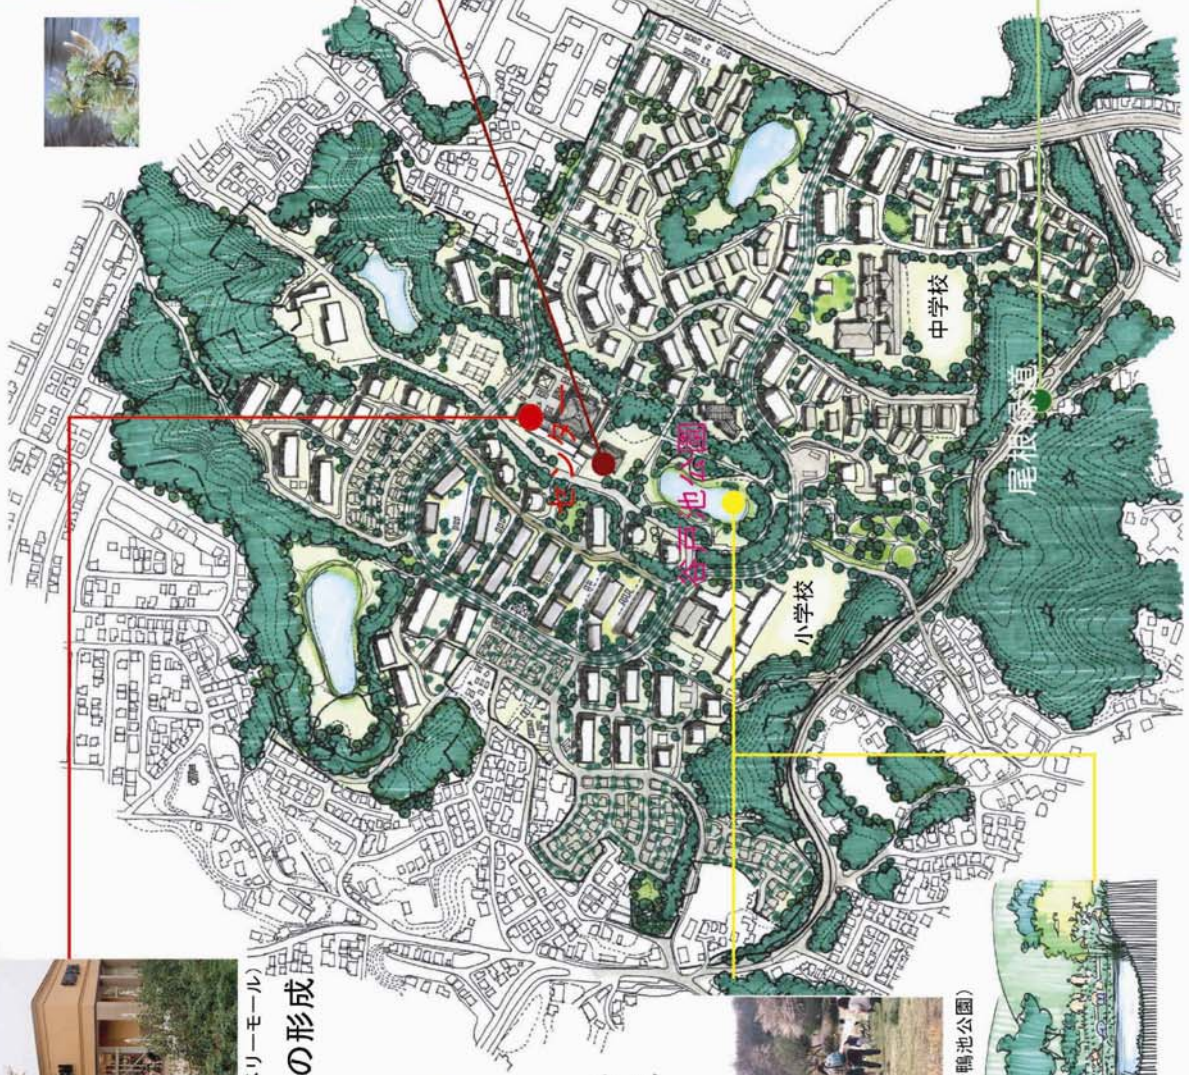 センター
谷戸池公園
中学校
尾根緑道
小学校
リーモール）
の形成
鴨池公園）